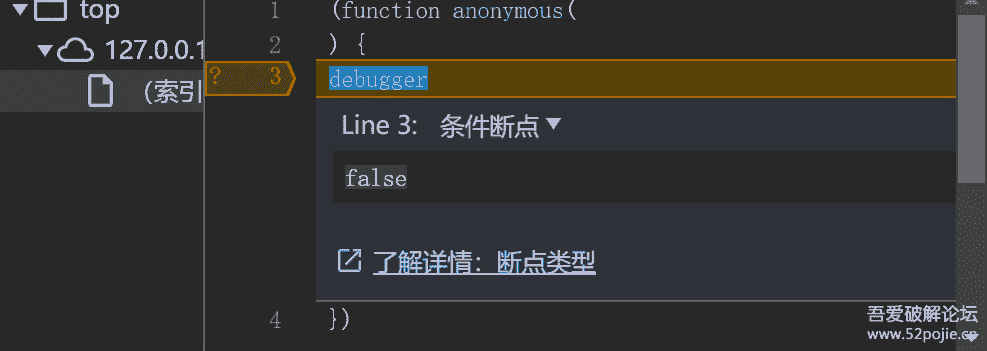 top
127.0.0.1
(索引
1 (function anonymous(
2 ) {
? 3 debugger
Line 3: 条件断点
false
了解详情：断点类型
4 })
吾爱破解论坛
www.52pojie.cn